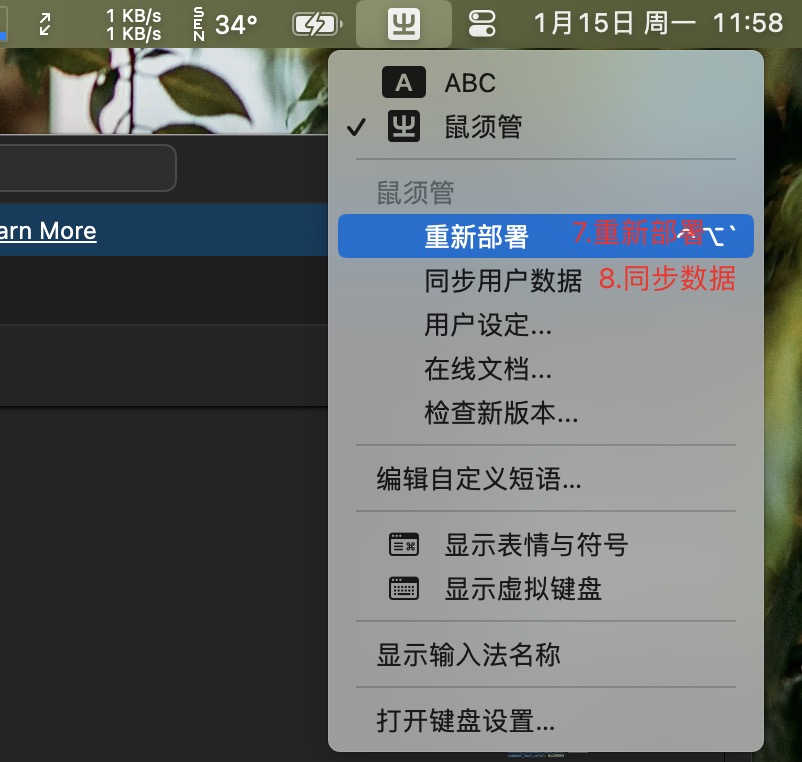 1 KB/s
1 KB/s
SEN 34°
1月15日 周一 11:58
A ABC
鼠须管
鼠须管
arn More
重新部署 7.重新部署 ⌃⌥`
同步用户数据 8.同步数据
用户设定...
在线文档...
检查新版本...
编辑自定义短语...
显示表情与符号
显示虚拟键盘
显示输入法名称
打开键盘设置...